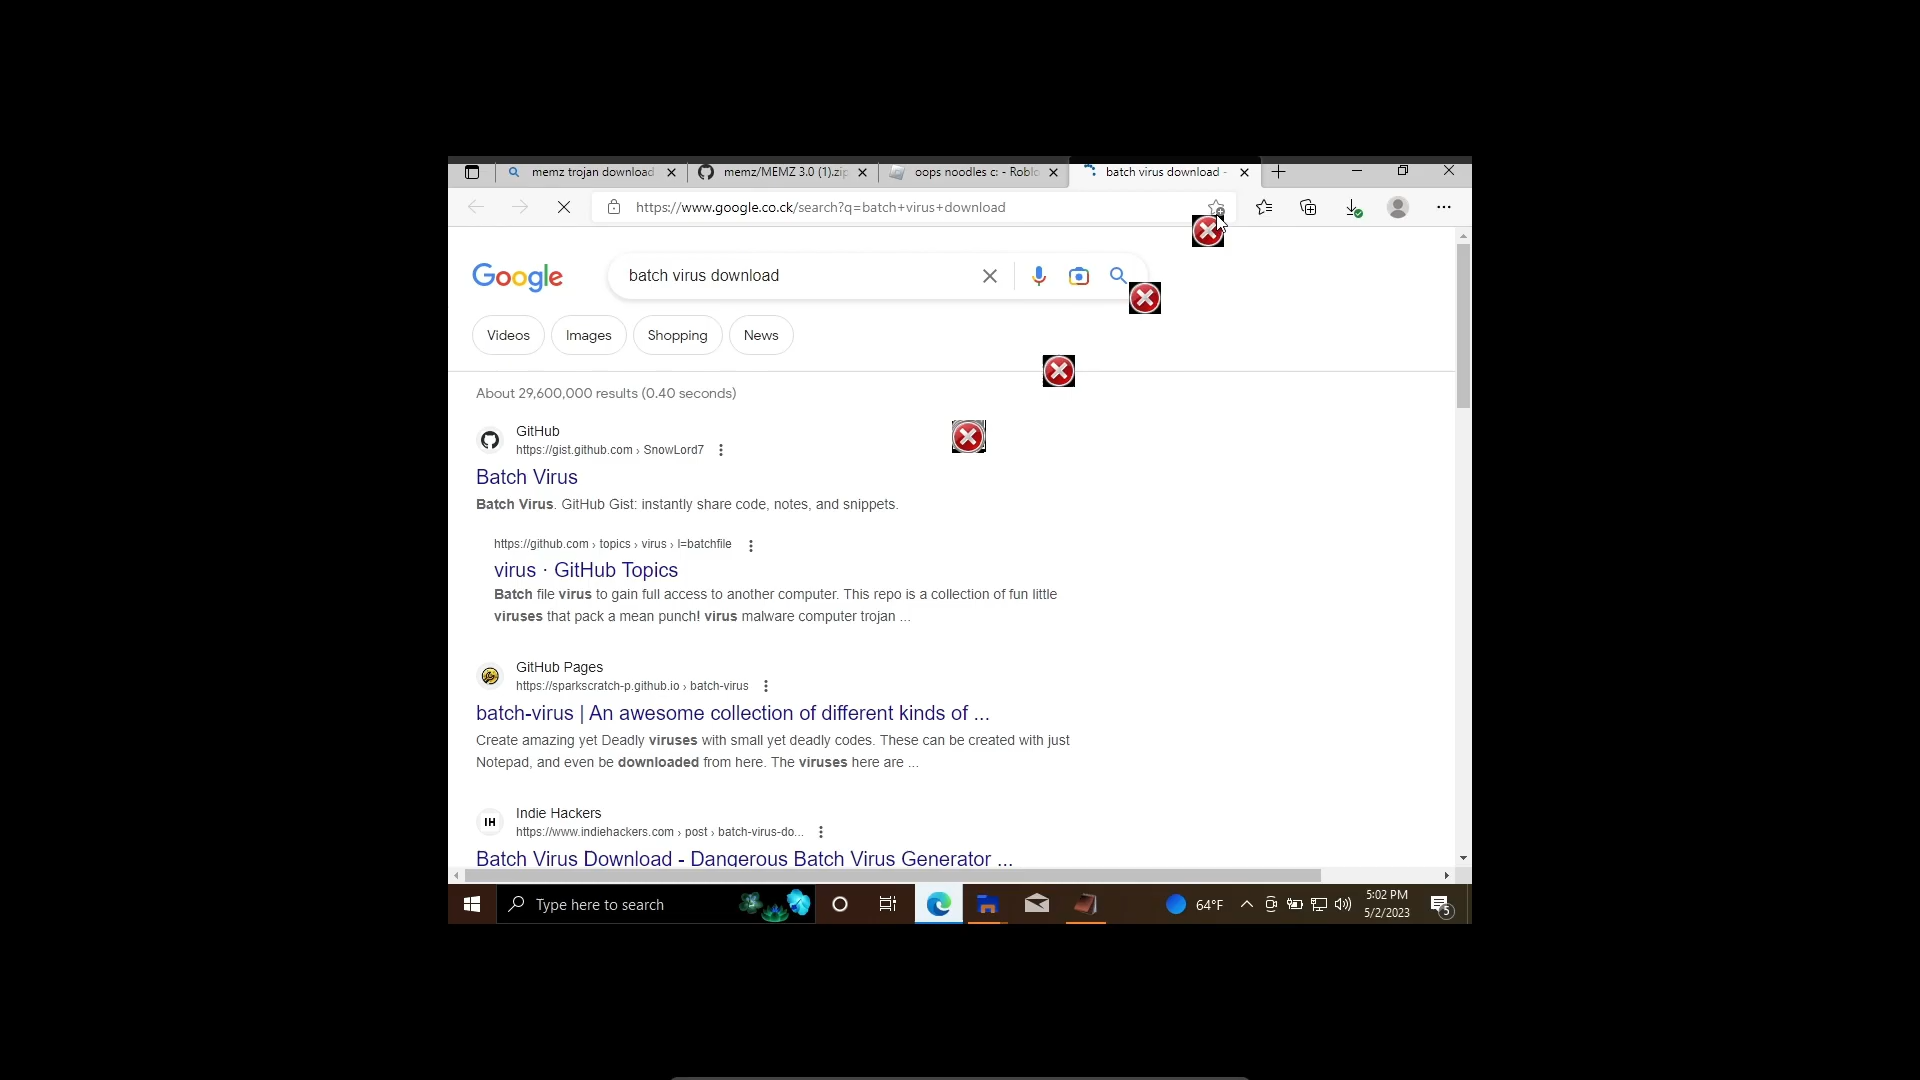 memz trojan download
memz/MEMZ 3.0 (1).zip
oops noodles c: - Roblo
batch virus download -
https://www.google.co.ck/search?q=batch+virus+download
Google
batch virus download
Videos
Images
Shopping
News
About 29,600,000 results (0.40 seconds)
GitHub
https://gist.github.com › SnowLord7
Batch Virus
Batch Virus. GitHub Gist: instantly share code, notes, and snippets.
https://github.com › topics › virus › l=batchfile
virus · GitHub Topics
Batch file virus to gain full access to another computer. This repo is a collection of fun little
viruses that pack a mean punch! virus malware computer trojan ...
GitHub Pages
https://sparkscratch-p.github.io › batch-virus
batch-virus | An awesome collection of different kinds of ...
Create amazing yet Deadly viruses with small yet deadly codes. These can be created with just
Notepad, and even be downloaded from here. The viruses here are ...
IH
Indie Hackers
https://www.indiehackers.com › post › batch-virus-do...
Batch Virus Download - Dangerous Batch Virus Generator ...
Type here to search
64°F
5:02 PM
5/2/2023
5